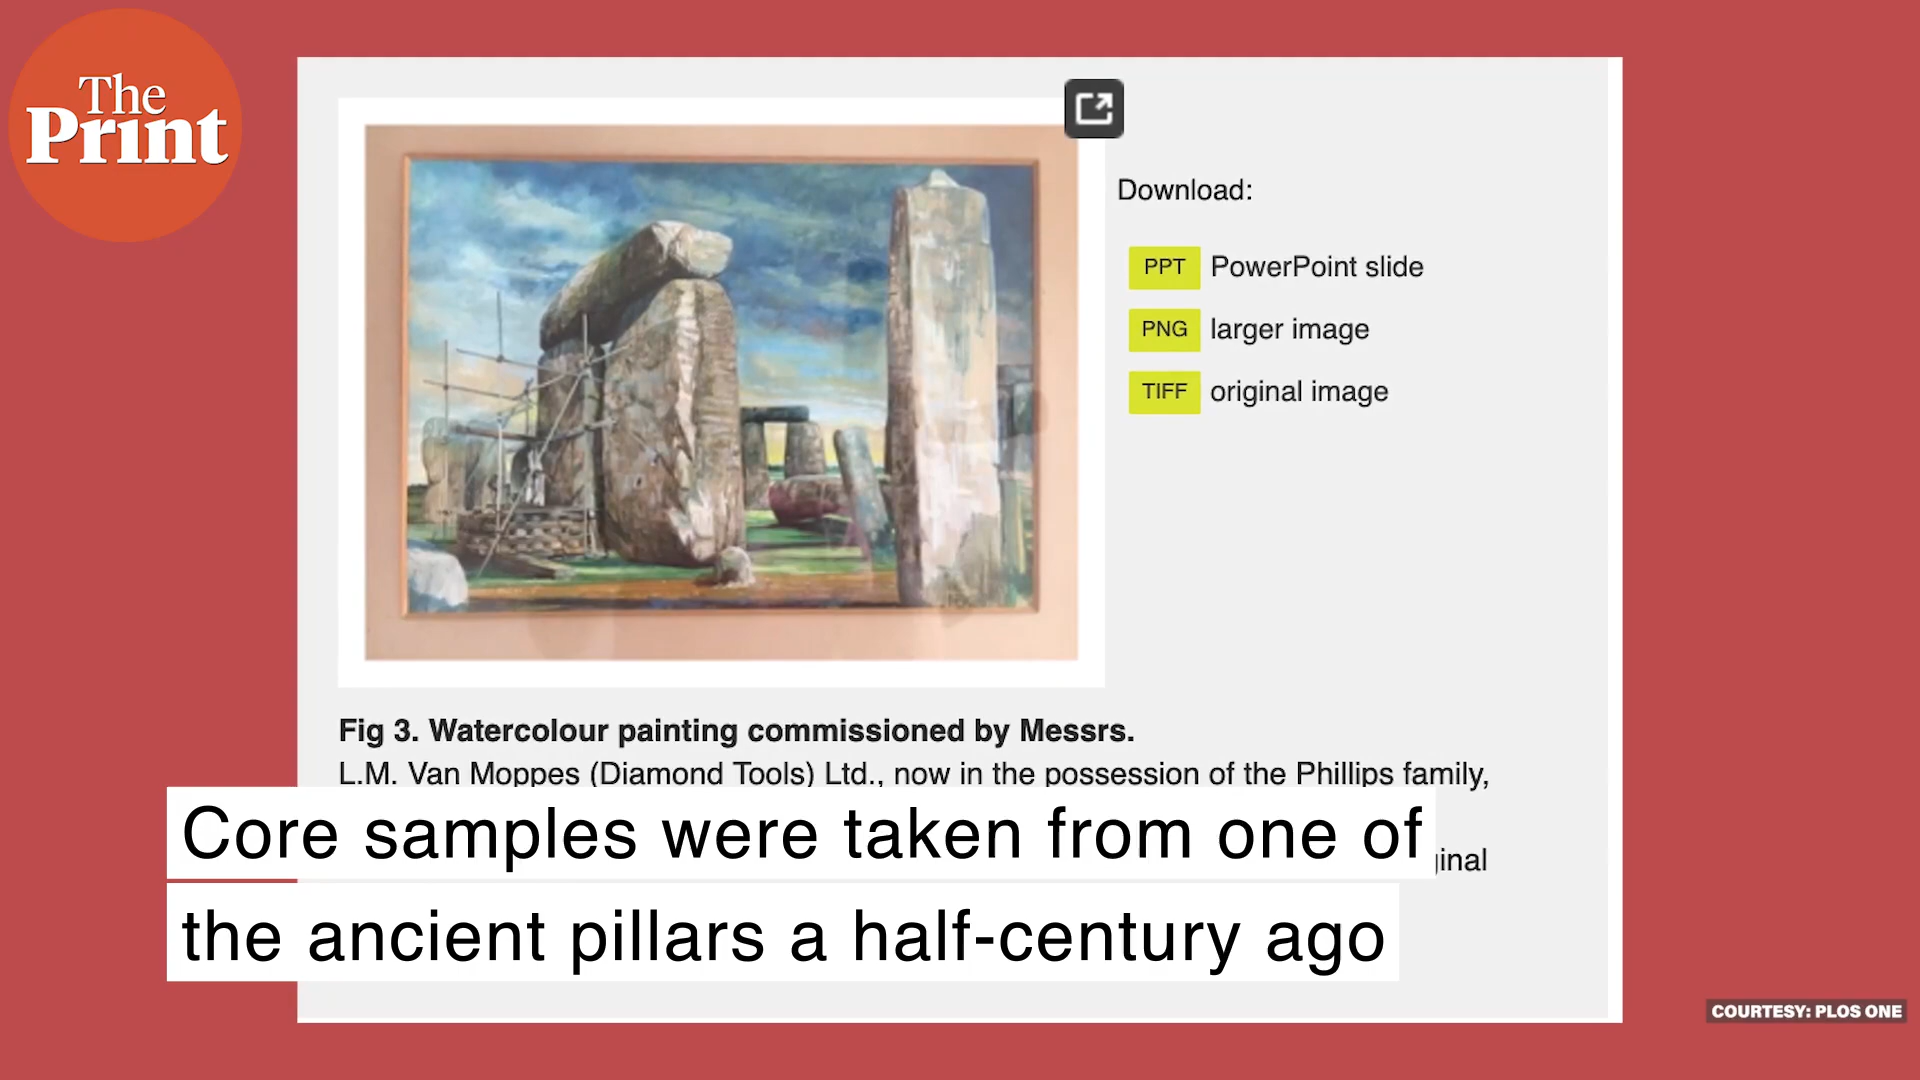 The
Print
Download:
PPT PowerPoint slide
PNG larger image
TIFF original image
Fig 3. Watercolour painting commissioned by Messrs.
L.M. Van Moppes (Diamond Tools) Ltd., now in the possession of the Phillips family,
Core samples were taken from one of
the ancient pillars a half-century ago
COURTESY: PLOS ONE